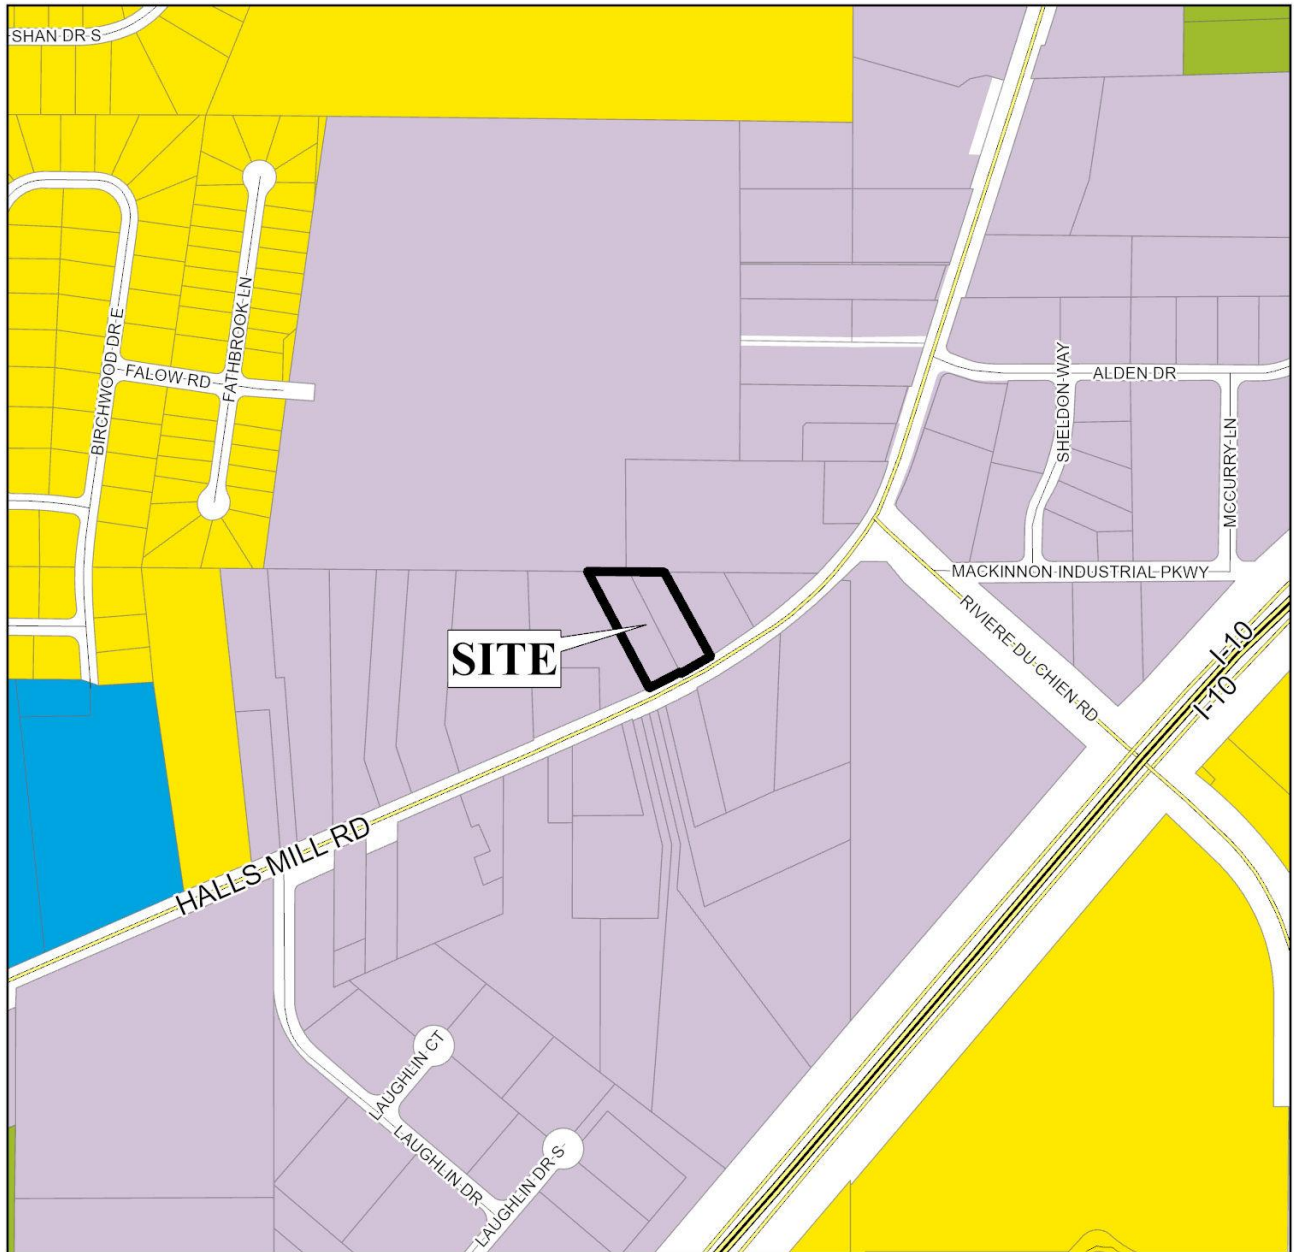 SHAN DR S
BIRCHWOOD DR E
FATHBROOK LN
FALOW RD
SHELDON WAY
ALDEN DR
MCCURRY LN
MACKINNON INDUSTRIAL PKWY
RIVIERE DU CHIEN RD
I-10
I-10
SITE
HALLS MILL RD
LAUGHLIN CT
LAUGHLIN DR
LAUGHLIN DR S